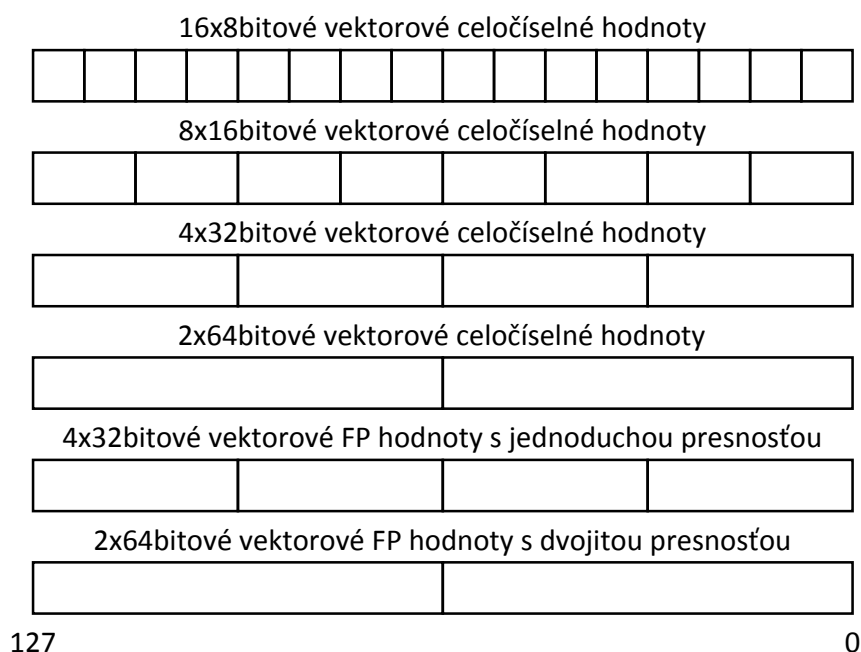 16x8bitové vektorové celočíselné hodnoty
8x16bitové vektorové celočíselné hodnoty
4x32bitové vektorové celočíselné hodnoty
2x64bitové vektorové celočíselné hodnoty
4x32bitové vektorové FP hodnoty s jednoduchou presnosťou
2x64bitové vektorové FP hodnoty s dvojitou presnosťou
127 0